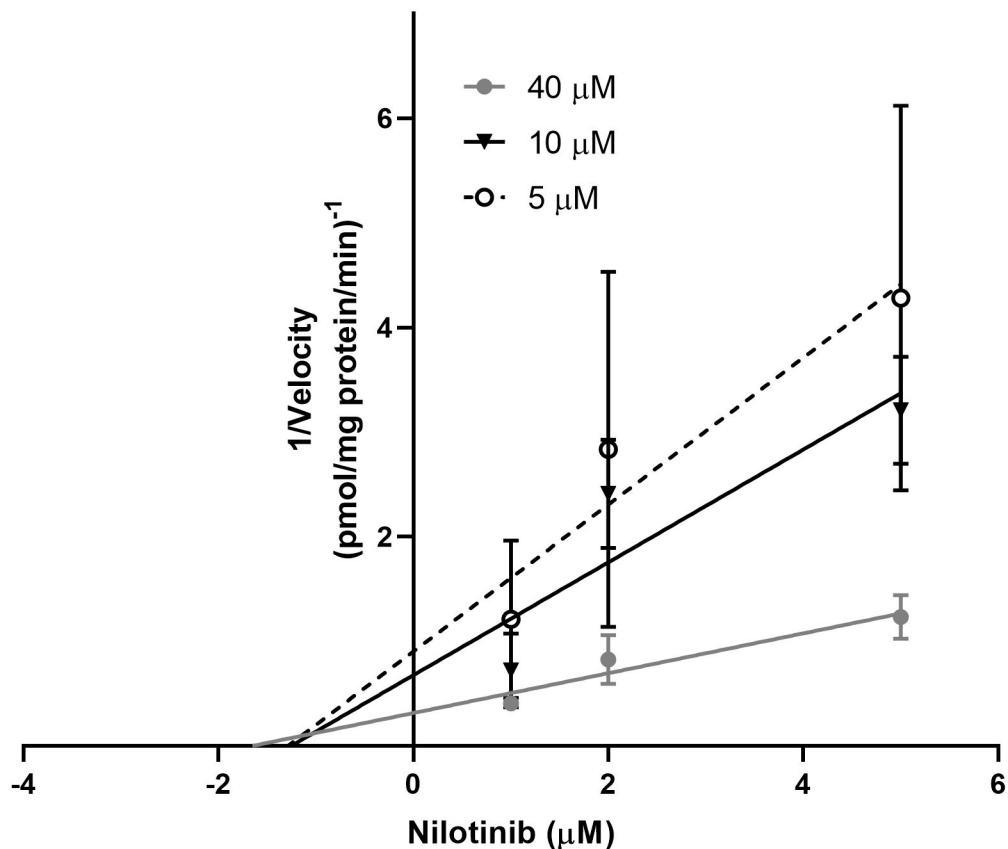 40 μM
10 μM
5 μM
6
4
2
1/Velocity
(pmol/mg protein/min)-1
-4
-2
0
2
4
6
Nilotinib (μM)